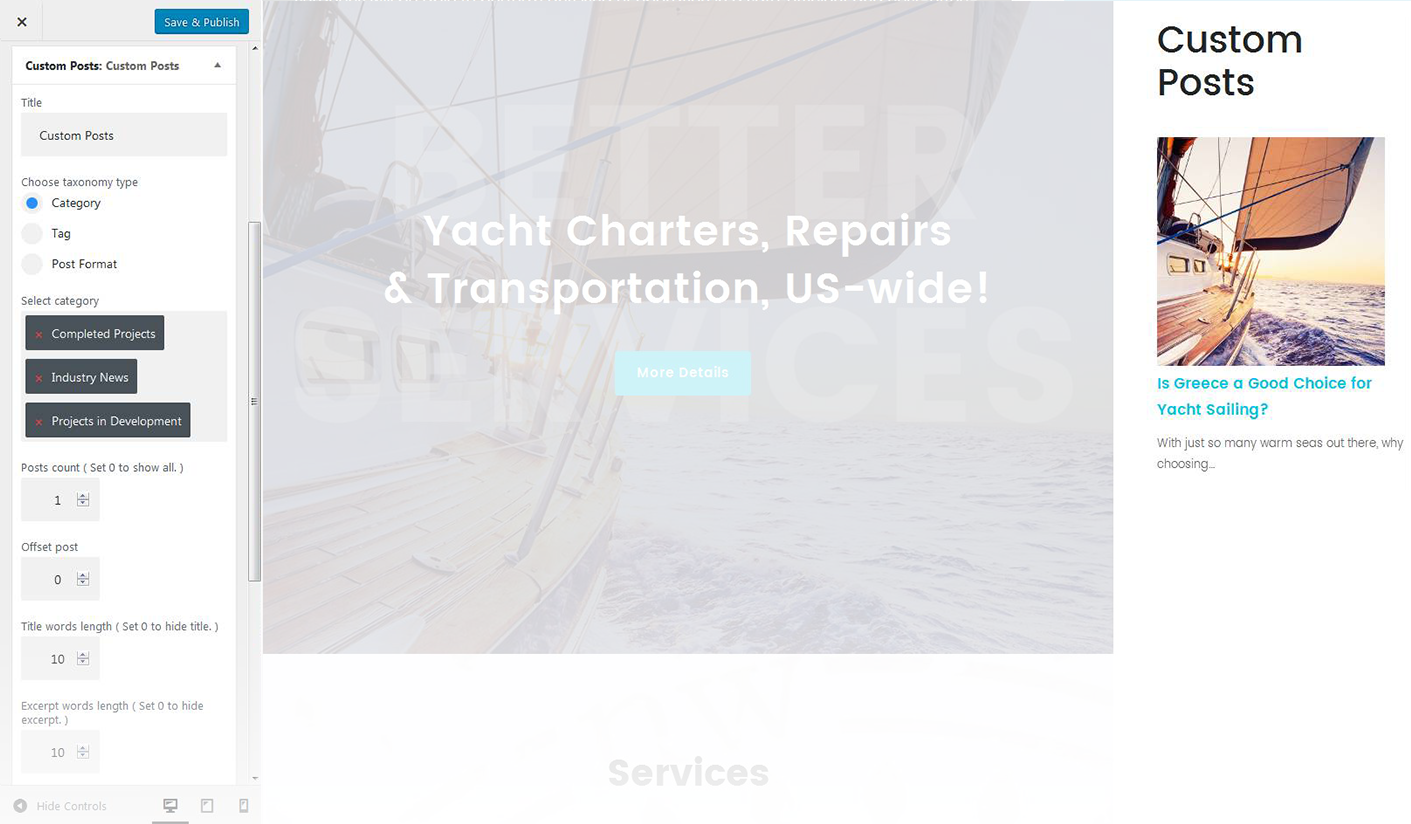 Save & Publish
Custom Posts: Custom Posts
Title
Custom Posts
Choose taxonomy type
Category
Tag
Post Format
Select category
× Completed Projects
× Industry News
× Projects in Development
Posts count ( Set 0 to show all. )
1
Offset post
0
Title words length ( Set 0 to hide title. )
10
Excerpt words length ( Set 0 to hide
excerpt. )
10
Hide Controls
BETTER
SERVICES
Yacht Charters, Repairs
& Transportation, US-wide!
More Details
Services
Custom
Posts
Is Greece a Good Choice for
Yacht Sailing?
With just so many warm seas out there, why
choosing...